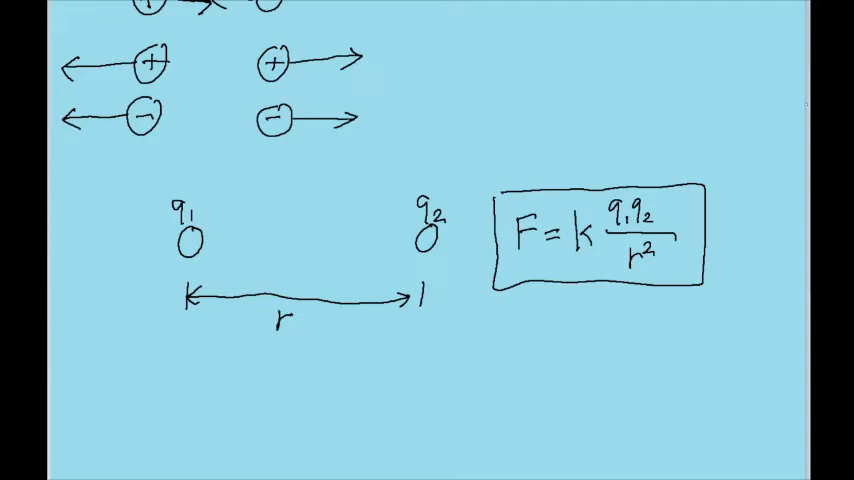 + +
- -
q₁ q₂
F = k q₁q₂/r²
r